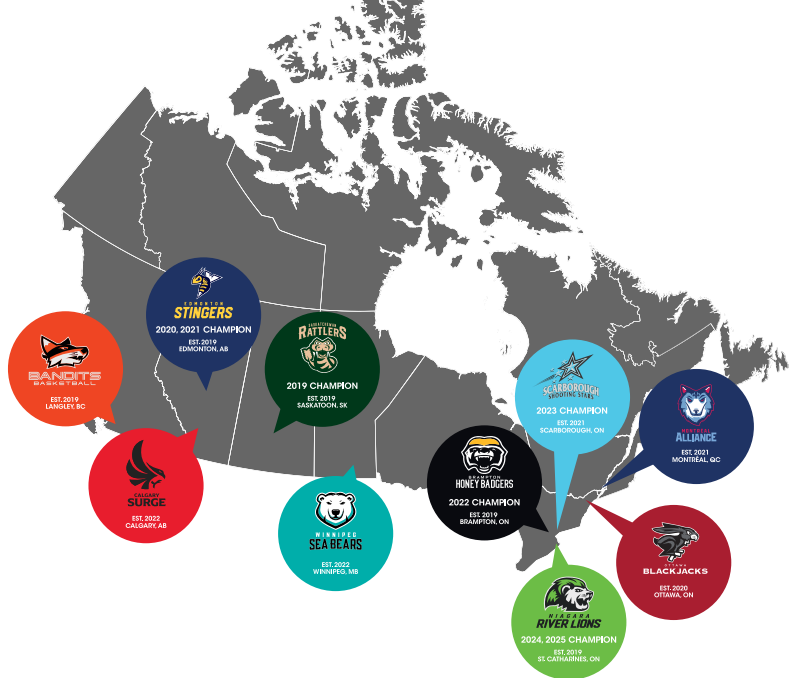 EDMONTON
STINGERS
2020, 2021 CHAMPION
EST. 2019
EDMONTON, AB
BANDITS
BASKETBALL
EST. 2019
LANGLEY, BC
SASKATCHEWAN
RATTLERS
2019 CHAMPION
EST. 2019
SASKATOON, SK
SCARBOROUGH
SHOOTING STARS
2023 CHAMPION
EST. 2021
SCARBOROUGH, ON
MONTRÉAL
ALLIANCE
EST. 2021
MONTRÉAL, QC
CALGARY
SURGE
EST. 2022
CALGARY, AB
WINNIPEG
SEA BEARS
EST. 2022
WINNIPEG, MB
BRAMPTON
HONEY BADGERS
2022 CHAMPION
EST. 2019
BRAMPTON, ON
OTTAWA
BLACKJACKS
EST. 2020
OTTAWA, ON
NIAGARA
RIVER LIONS
2024, 2025 CHAMPION
EST. 2019
ST. CATHARINES, ON